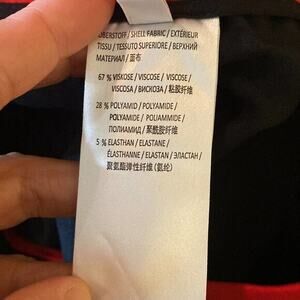 OBERSTOFF / SHELL FABRIC / EXTÉRIEUR
TISSU / TESSUTO SUPERIORE / ВЕРХНИЙ
МАТЕРИАЛ / 面布
67 % VISKOSE / VISCOSE / VISCOSE /
VISCOSA / ВИСКОЗА / 粘胶纤维
28 % POLYAMID / POLYAMIDE /
POLYAMIDE / POLIAMMIDE /
ПОЛИАМИД / 聚酰胺纤维
5 % ELASTHAN / ELASTANE /
ÉLASTHANNE / ELASTAN / ЭЛАСТАН /
聚氨酯弹性纤维 (氨纶)